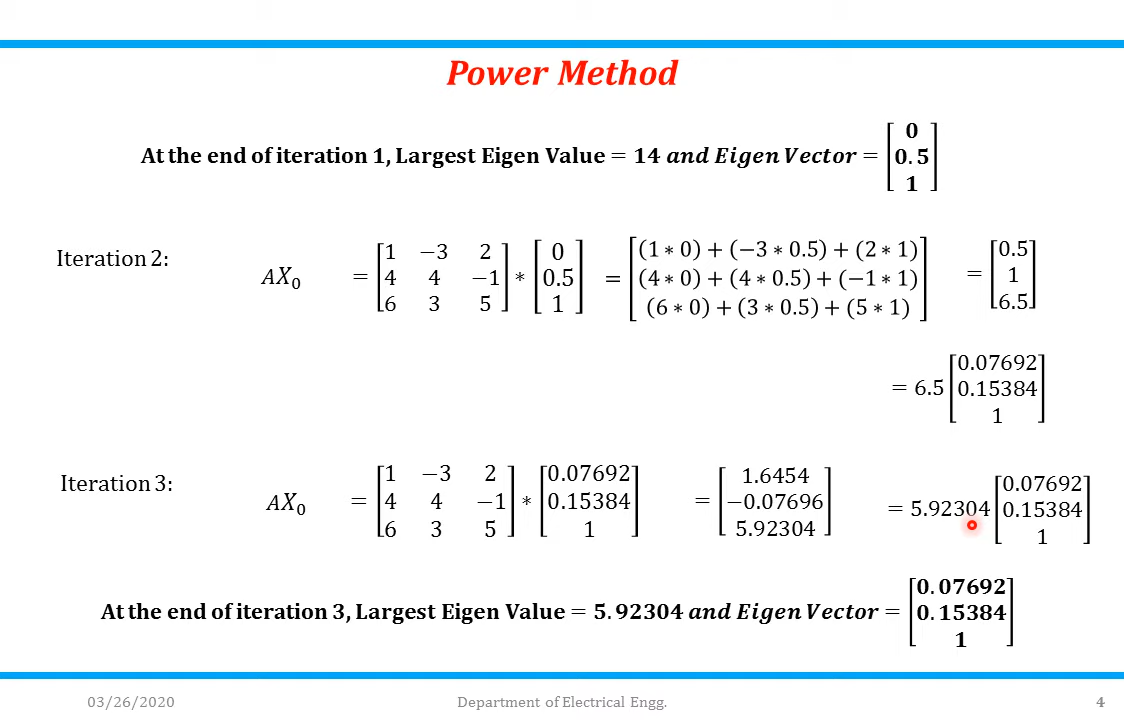 Power Method
At the end of iteration 1, Largest Eigen Value = 14 and Eigen Vector = [0 0.5 1]
Iteration 2:
AX₀ = [1 −3 2
4 4 −1
6 3 5] ∗ [0
0.5
1] = [(1 ∗ 0) + (−3 ∗ 0.5) + (2 ∗ 1)
(4 ∗ 0) + (4 ∗ 0.5) + (−1 ∗ 1)
(6 ∗ 0) + (3 ∗ 0.5) + (5 ∗ 1)] = [0.5
1
6.5]
= 6.5 [0.07692
0.15384
1]
Iteration 3:
AX₀ = [1 −3 2
4 4 −1
6 3 5] ∗ [0.07692
0.15384
1] = [1.6454
−0.07696
5.92304] = 5.92304 [0.07692
0.15384
1]
At the end of iteration 3, Largest Eigen Value = 5.92304 and Eigen Vector = [0.07692
0.15384
1]
03/26/2020
Department of Electrical Engg.
4